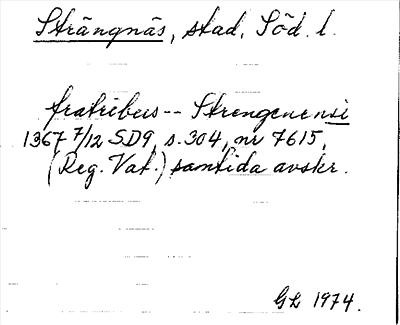 Strängnäs, stad, Söd. l.
fratribus -- Strengenensi
1367 7/12 SD9, s. 304, nr 7615,
(Reg. Vat.) samtida avskr.
GL 1974.